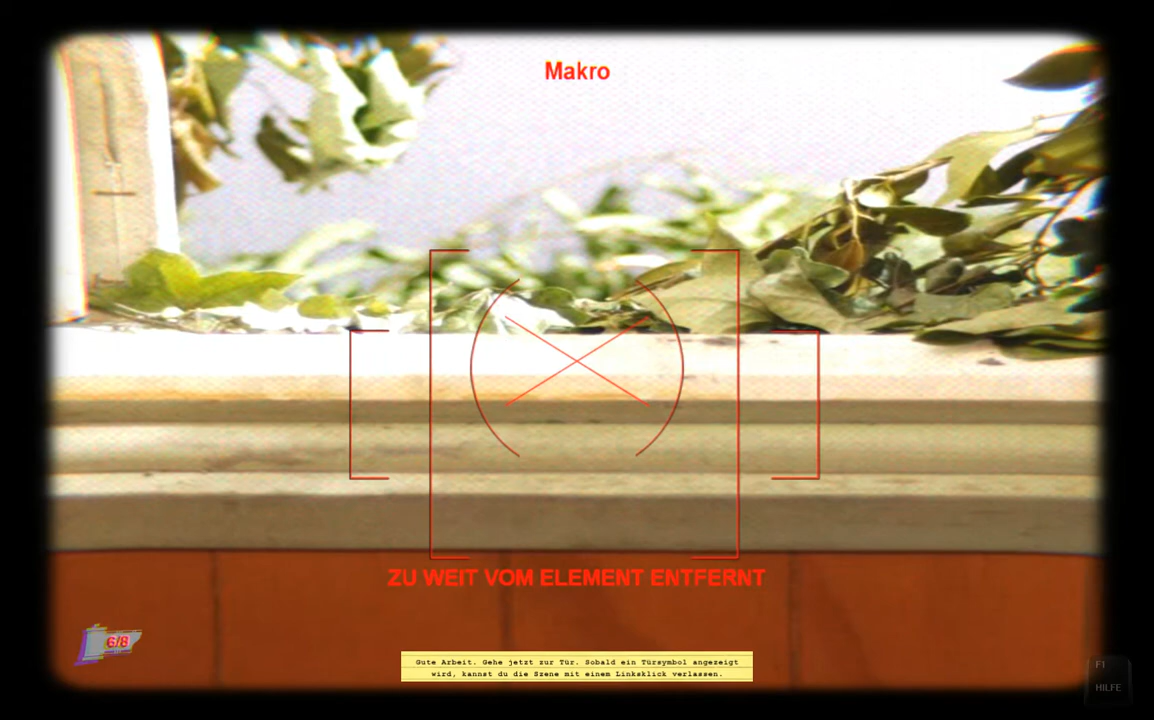 Makro
ZU WEIT VOM ELEMENT ENTFERNT
6/8
Gute Arbeit. Gehe jetzt zur Tür. Sobald ein Türsymbol angezeigt
wird, kannst du die Szene mit einem Linksklick verlassen.
F1
HILFE